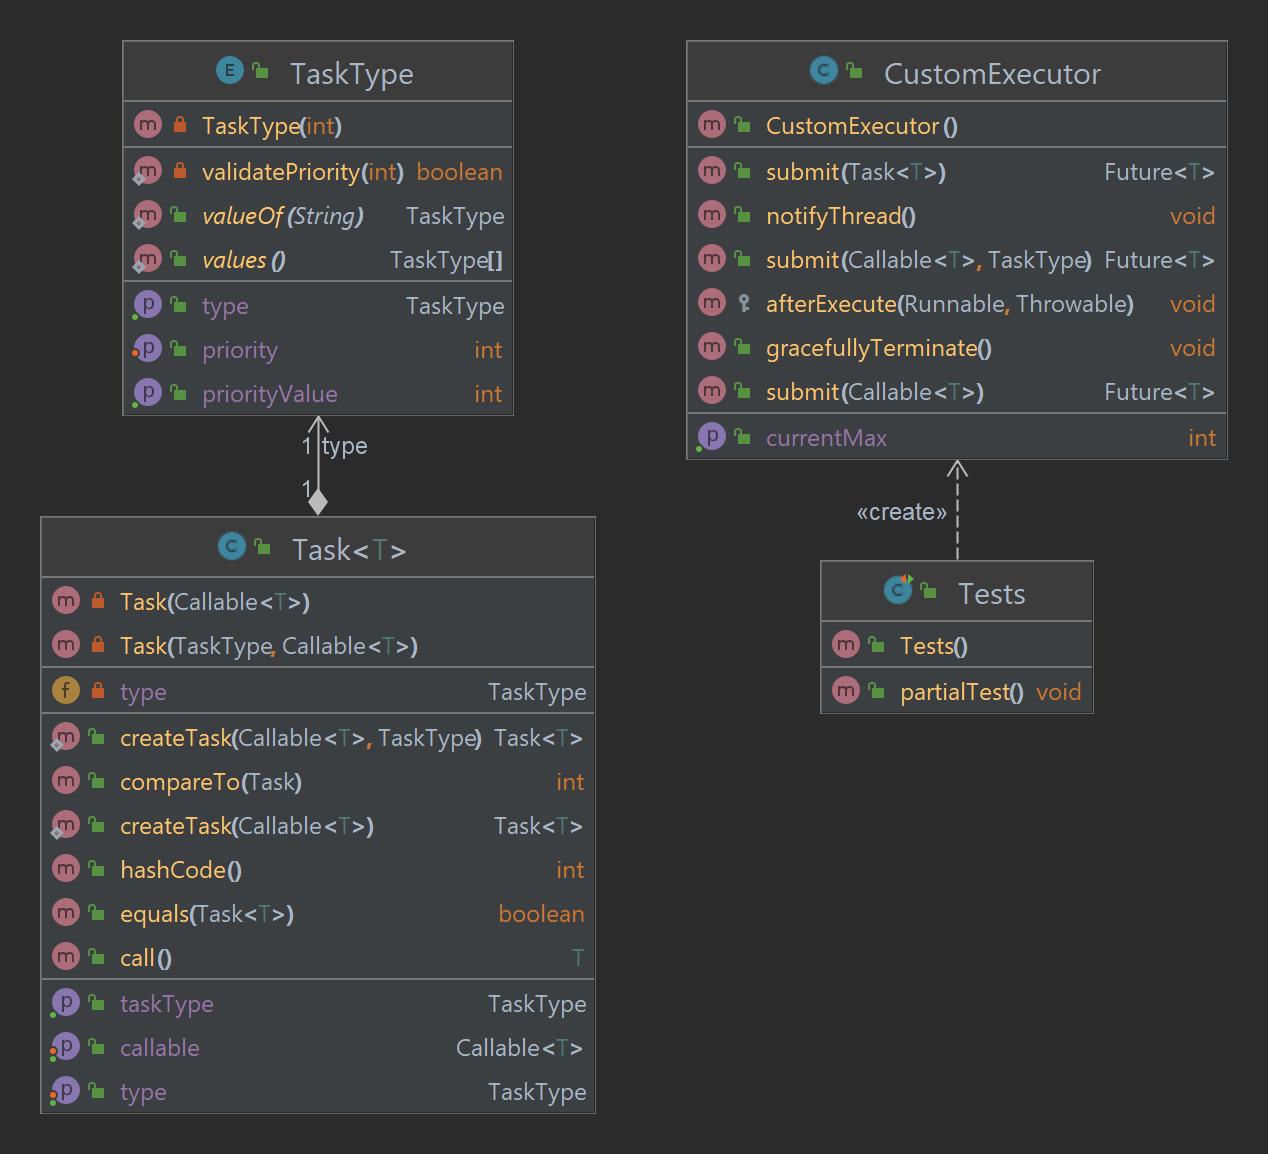 E TaskType
m TaskType(int)
m validatePriority(int) boolean
m valueOf(String) TaskType
m values() TaskType[]
p type TaskType
p priority int
p priorityValue int
1 type
1
C Task<T>
m Task(Callable<T>)
m Task(TaskType, Callable<T>)
f type TaskType
m createTask(Callable<T>, TaskType) Task<T>
m compareTo(Task) int
m createTask(Callable<T>) Task<T>
m hashCode() int
m equals(Task<T>) boolean
m call() T
p taskType TaskType
p callable Callable<T>
p type TaskType
C CustomExecutor
m CustomExecutor()
m submit(Task<T>) Future<T>
m notifyThread() void
m submit(Callable<T>, TaskType) Future<T>
m afterExecute(Runnable, Throwable) void
m gracefullyTerminate() void
m submit(Callable<T>) Future<T>
p currentMax int
«create»
C Tests
m Tests()
m partialTest() void